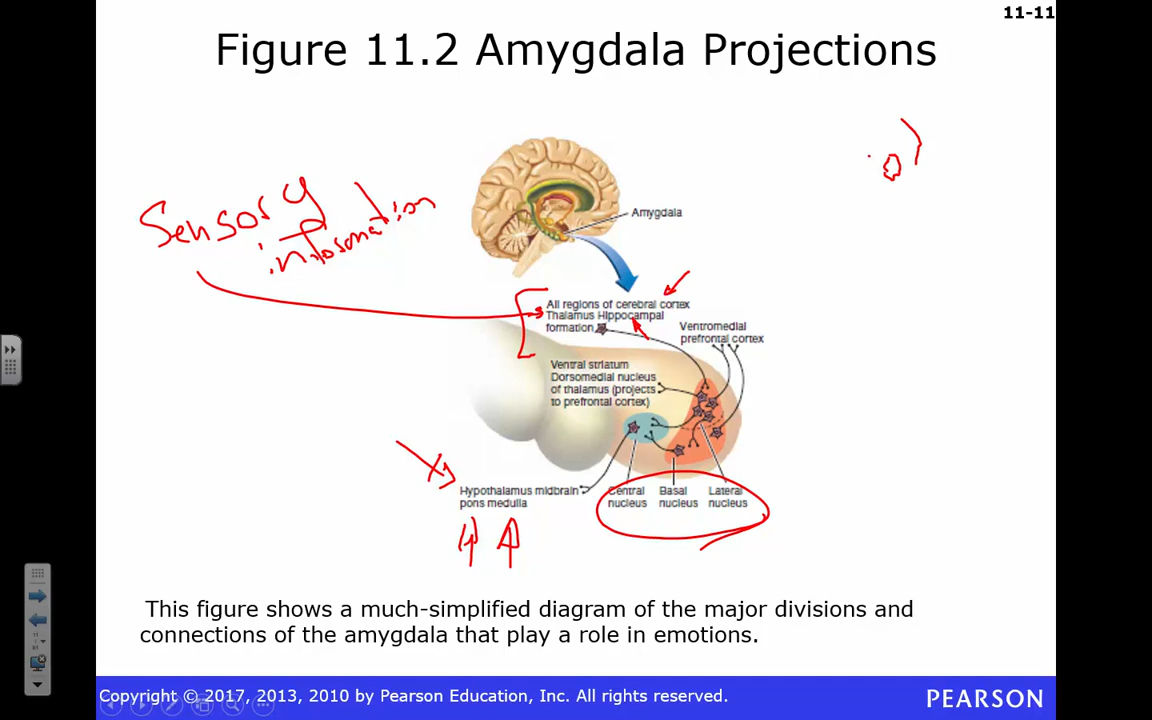 11-11
Figure 11.2 Amygdala Projections
Sensory
information
Amygdala
All regions of cerebral cortex
Thalamus Hippocampal
formation
Ventromedial
prefrontal cortex
Ventral striatum
Dorsomedial nucleus
of thalamus (projects
to prefrontal cortex)
Hypothalamus midbrain
pons medulla
Central
nucleus
Basal
nucleus
Lateral
nucleus
This figure shows a much-simplified diagram of the major divisions and
connections of the amygdala that play a role in emotions.
Copyright © 2017, 2013, 2010 by Pearson Education, Inc. All rights reserved.
PEARSON